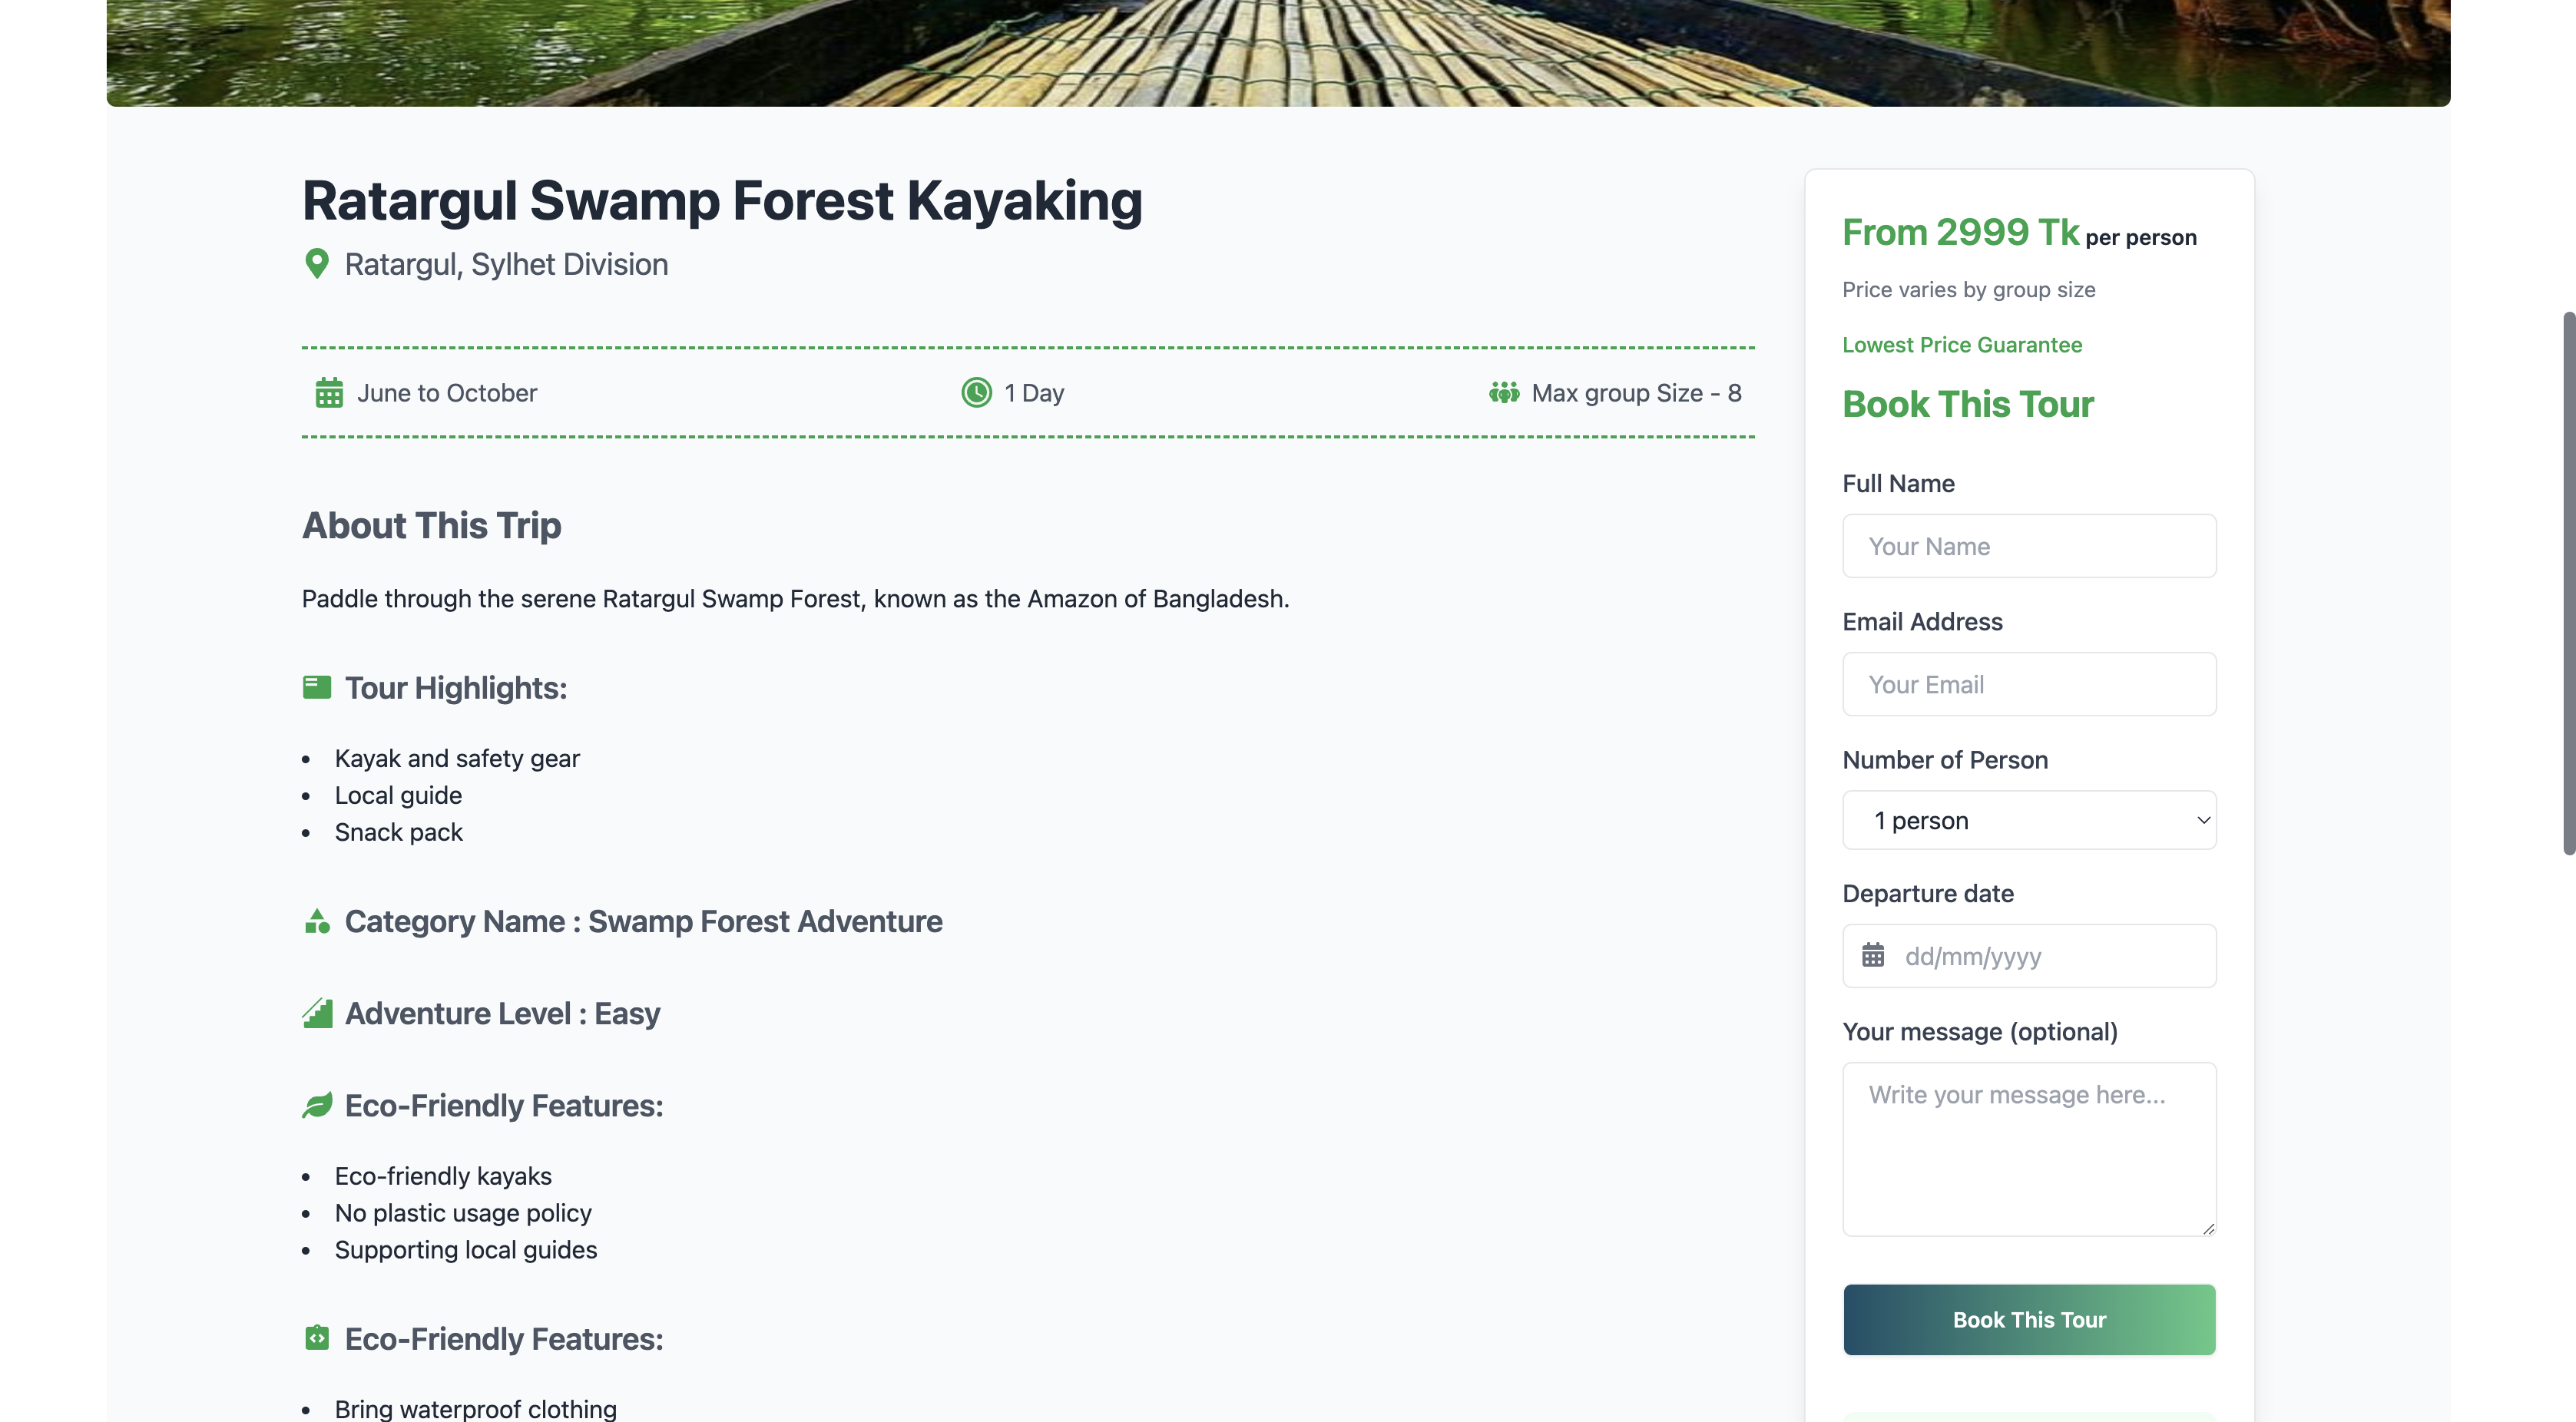 Ratargul Swamp Forest Kayaking
Ratargul, Sylhet Division
June to October
1 Day
Max group Size - 8
About This Trip
Paddle through the serene Ratargul Swamp Forest, known as the Amazon of Bangladesh.
Tour Highlights:
Kayak and safety gear
Local guide
Snack pack
Category Name : Swamp Forest Adventure
Adventure Level : Easy
Eco-Friendly Features:
Eco-friendly kayaks
No plastic usage policy
Supporting local guides
Eco-Friendly Features:
Bring waterproof clothing
From 2999 Tk per person
Price varies by group size
Lowest Price Guarantee
Book This Tour
Full Name
Your Name
Email Address
Your Email
Number of Person
1 person
Departure date
dd/mm/yyyy
Your message (optional)
Write your message here...
Book This Tour